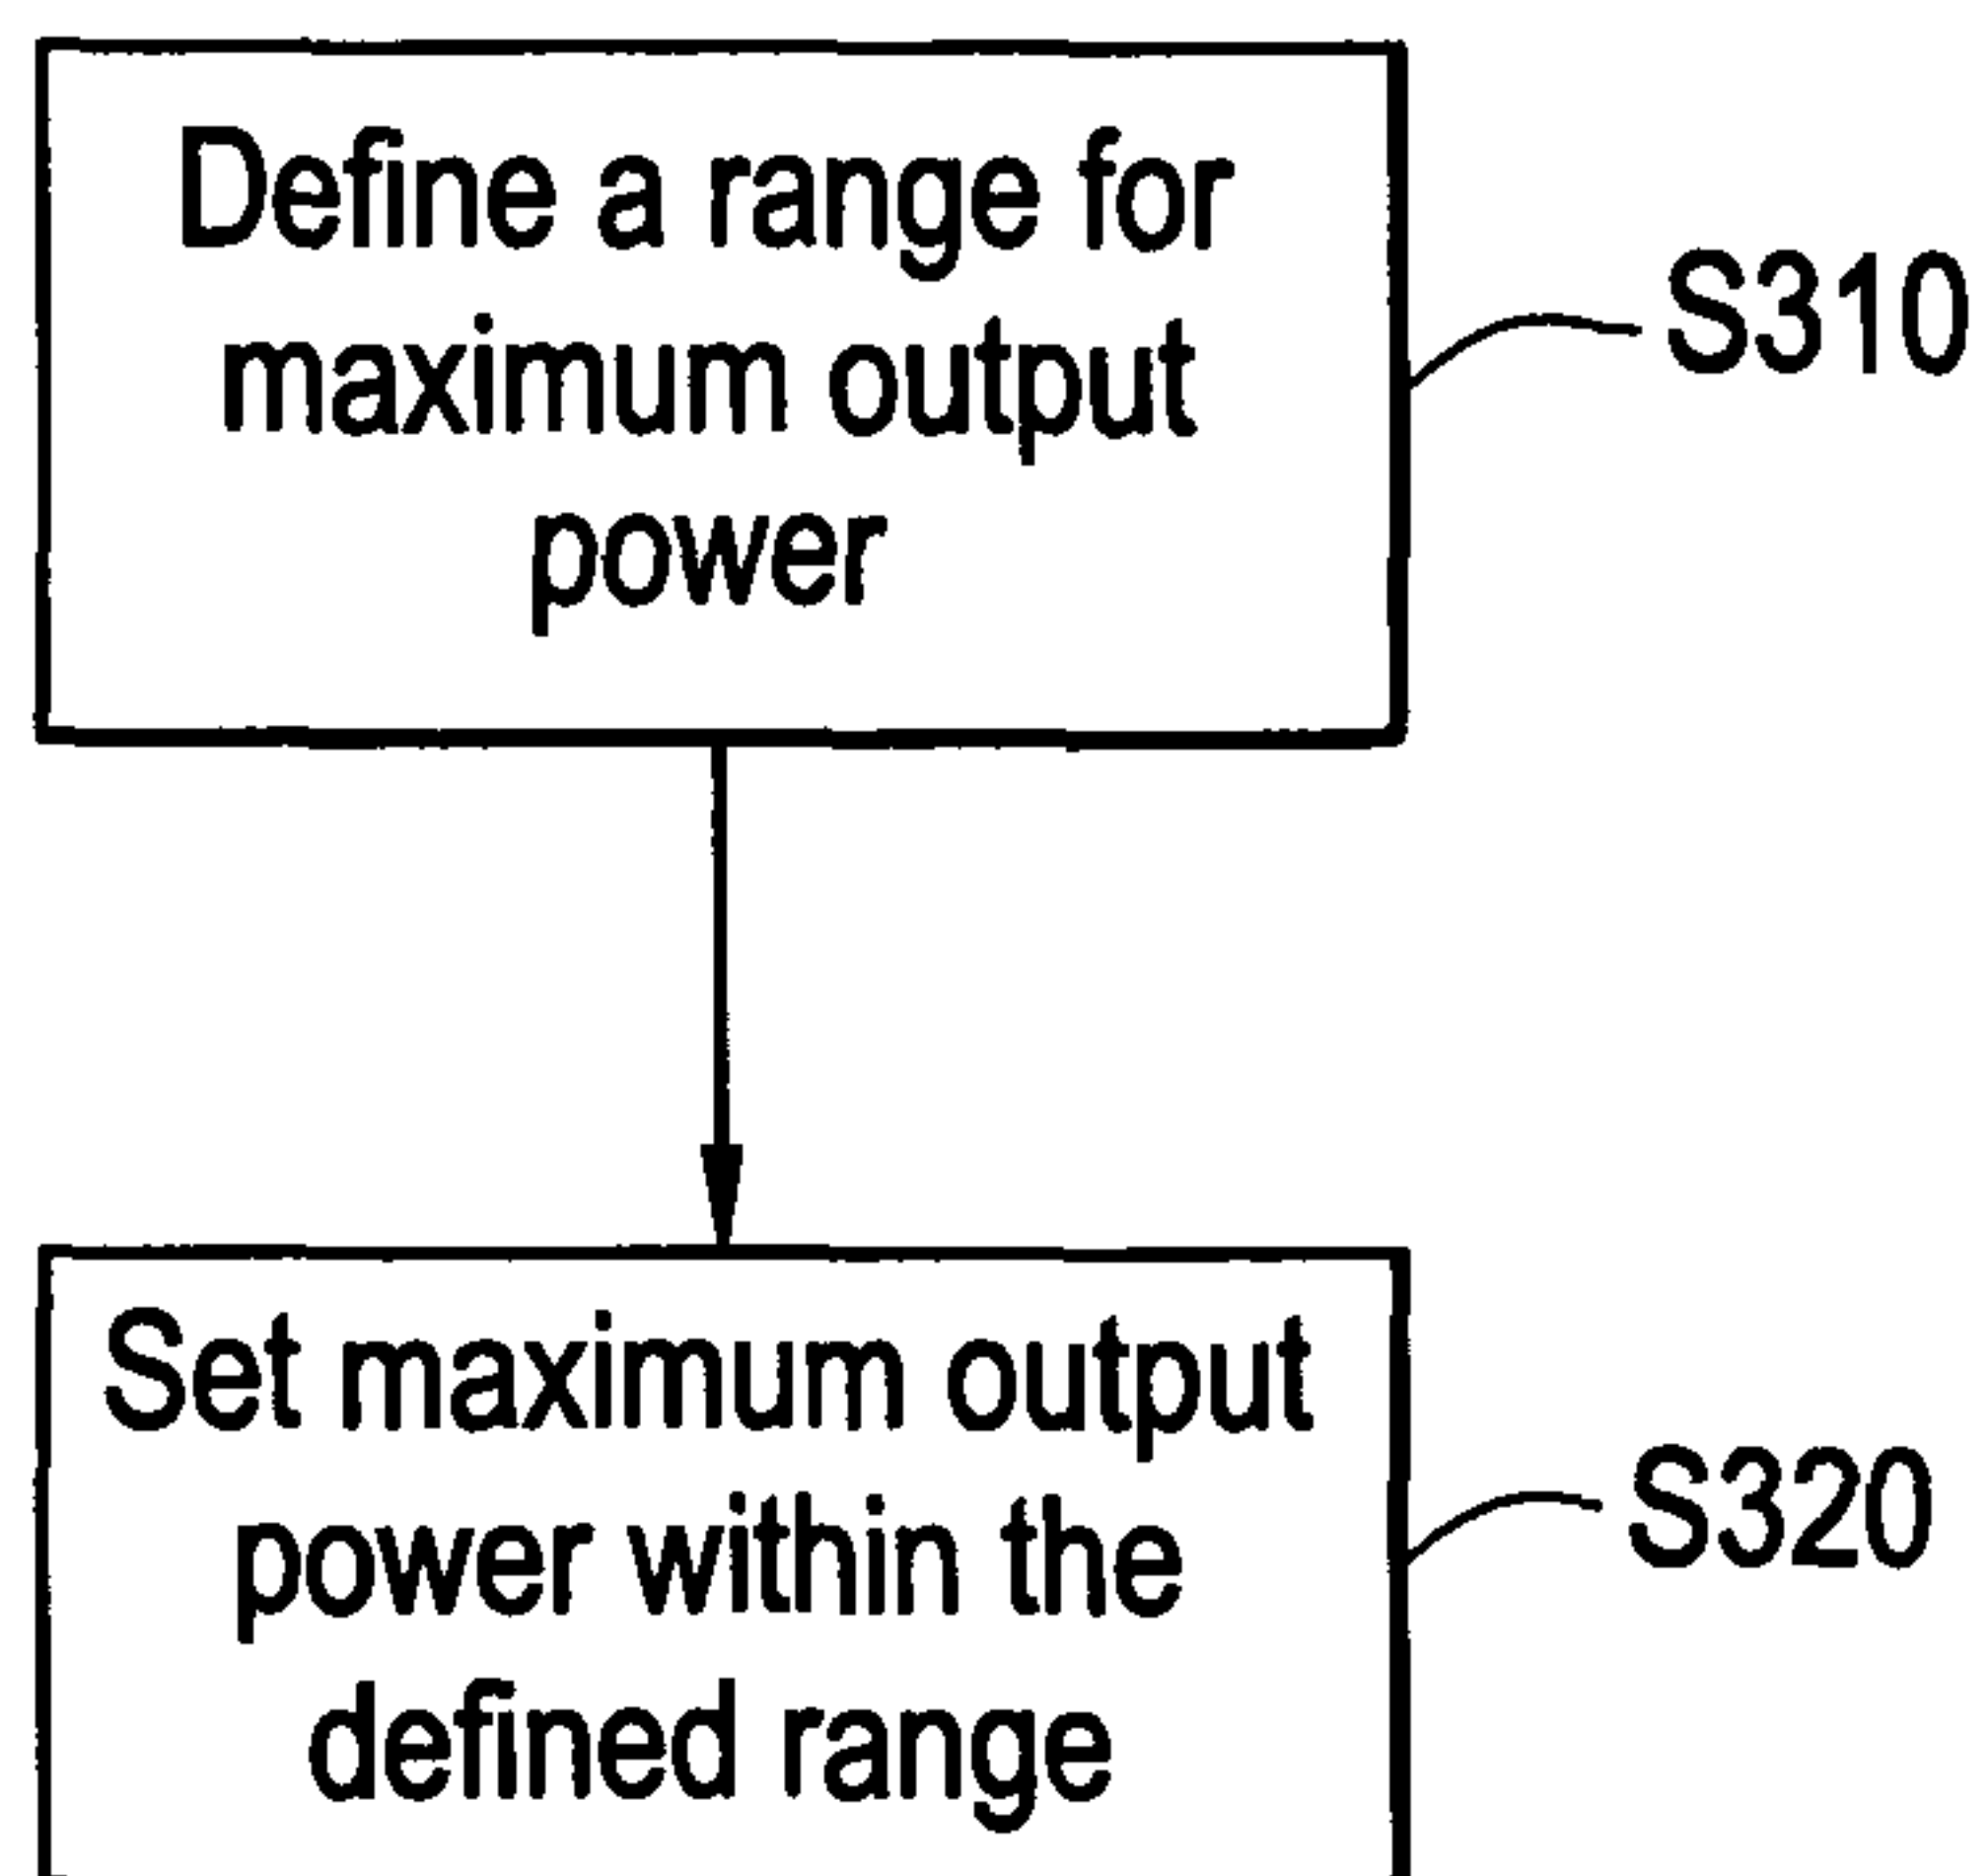 Define a range for
maximum output
power
S310
Set maximum output
power within the
defined range
S320